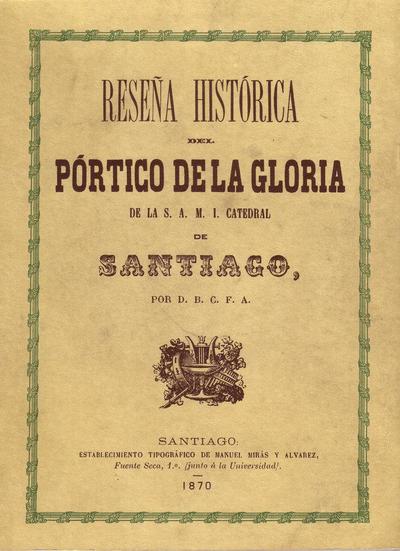 RESEÑA HISTÓRICA
DEL
PÓRTICO DE LA GLORIA
DE LA S. A. M. I. CATEDRAL
DE
SANTIAGO,
POR D. B. C. F. A.
SANTIAGO:
ESTABLECIMIENTO TIPOGRÁFICO DE MANUEL MIRÁS Y ALVAREZ,
Fuente Seca, 1.º. (junto á la Universidad).
1870